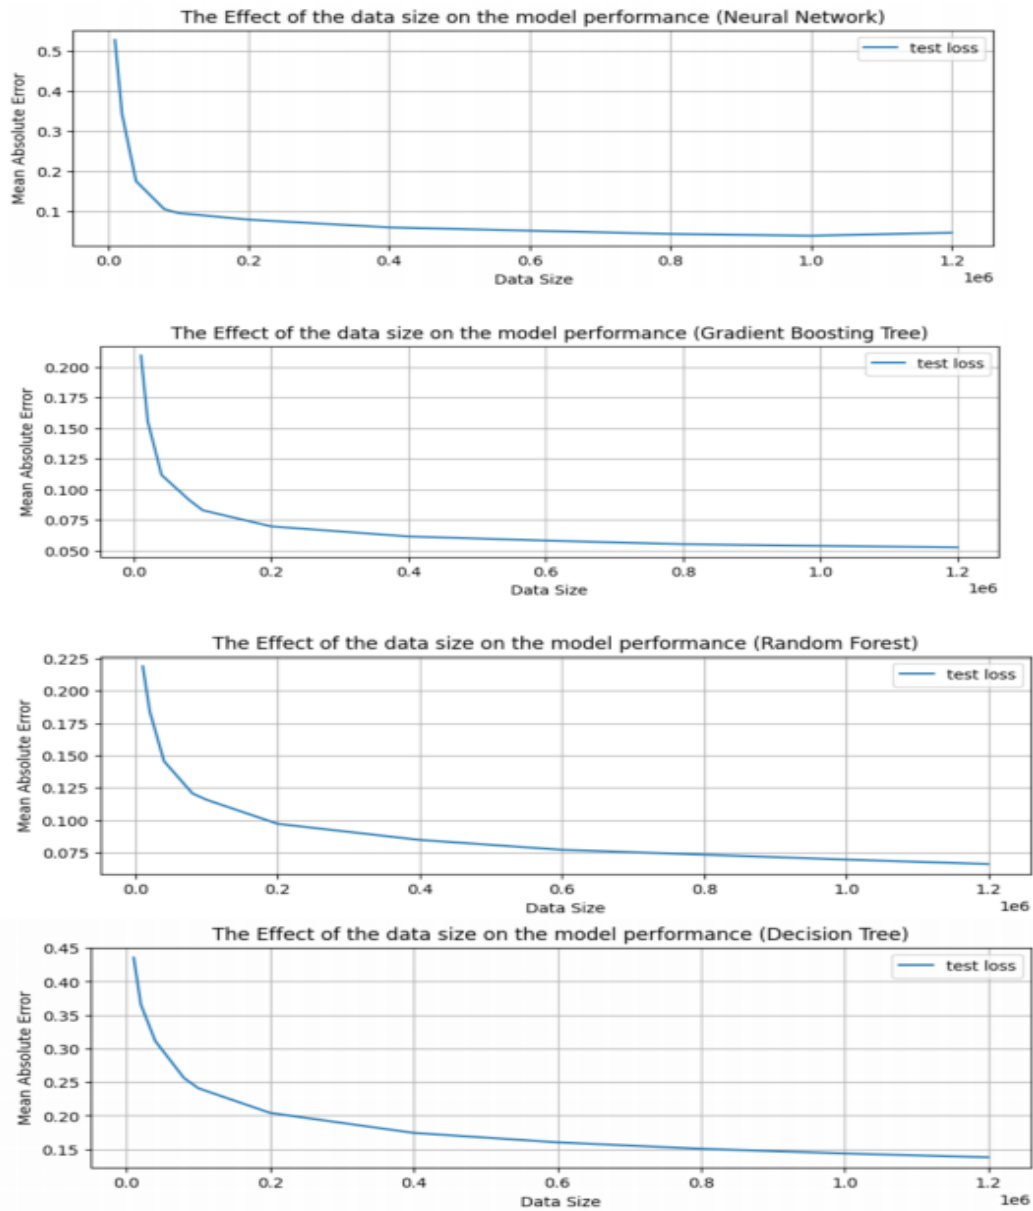 The Effect of the data size on the model performance (Neural Network)
test loss
Mean Absolute Error
0.5
0.4
0.3
0.2
0.1
0.0 0.2 0.4 0.6 0.8 1.0 1.2
1e6
Data Size
The Effect of the data size on the model performance (Gradient Boosting Tree)
test loss
Mean Absolute Error
0.200
0.175
0.150
0.125
0.100
0.075
0.050
0.0 0.2 0.4 0.6 0.8 1.0 1.2
1e6
Data Size
The Effect of the data size on the model performance (Random Forest)
test loss
Mean Absolute Error
0.225
0.200
0.175
0.150
0.125
0.100
0.075
0.0 0.2 0.4 0.6 0.8 1.0 1.2
1e6
Data Size
The Effect of the data size on the model performance (Decision Tree)
test loss
Mean Absolute Error
0.45
0.40
0.35
0.30
0.25
0.20
0.15
0.0 0.2 0.4 0.6 0.8 1.0 1.2
1e6
Data Size